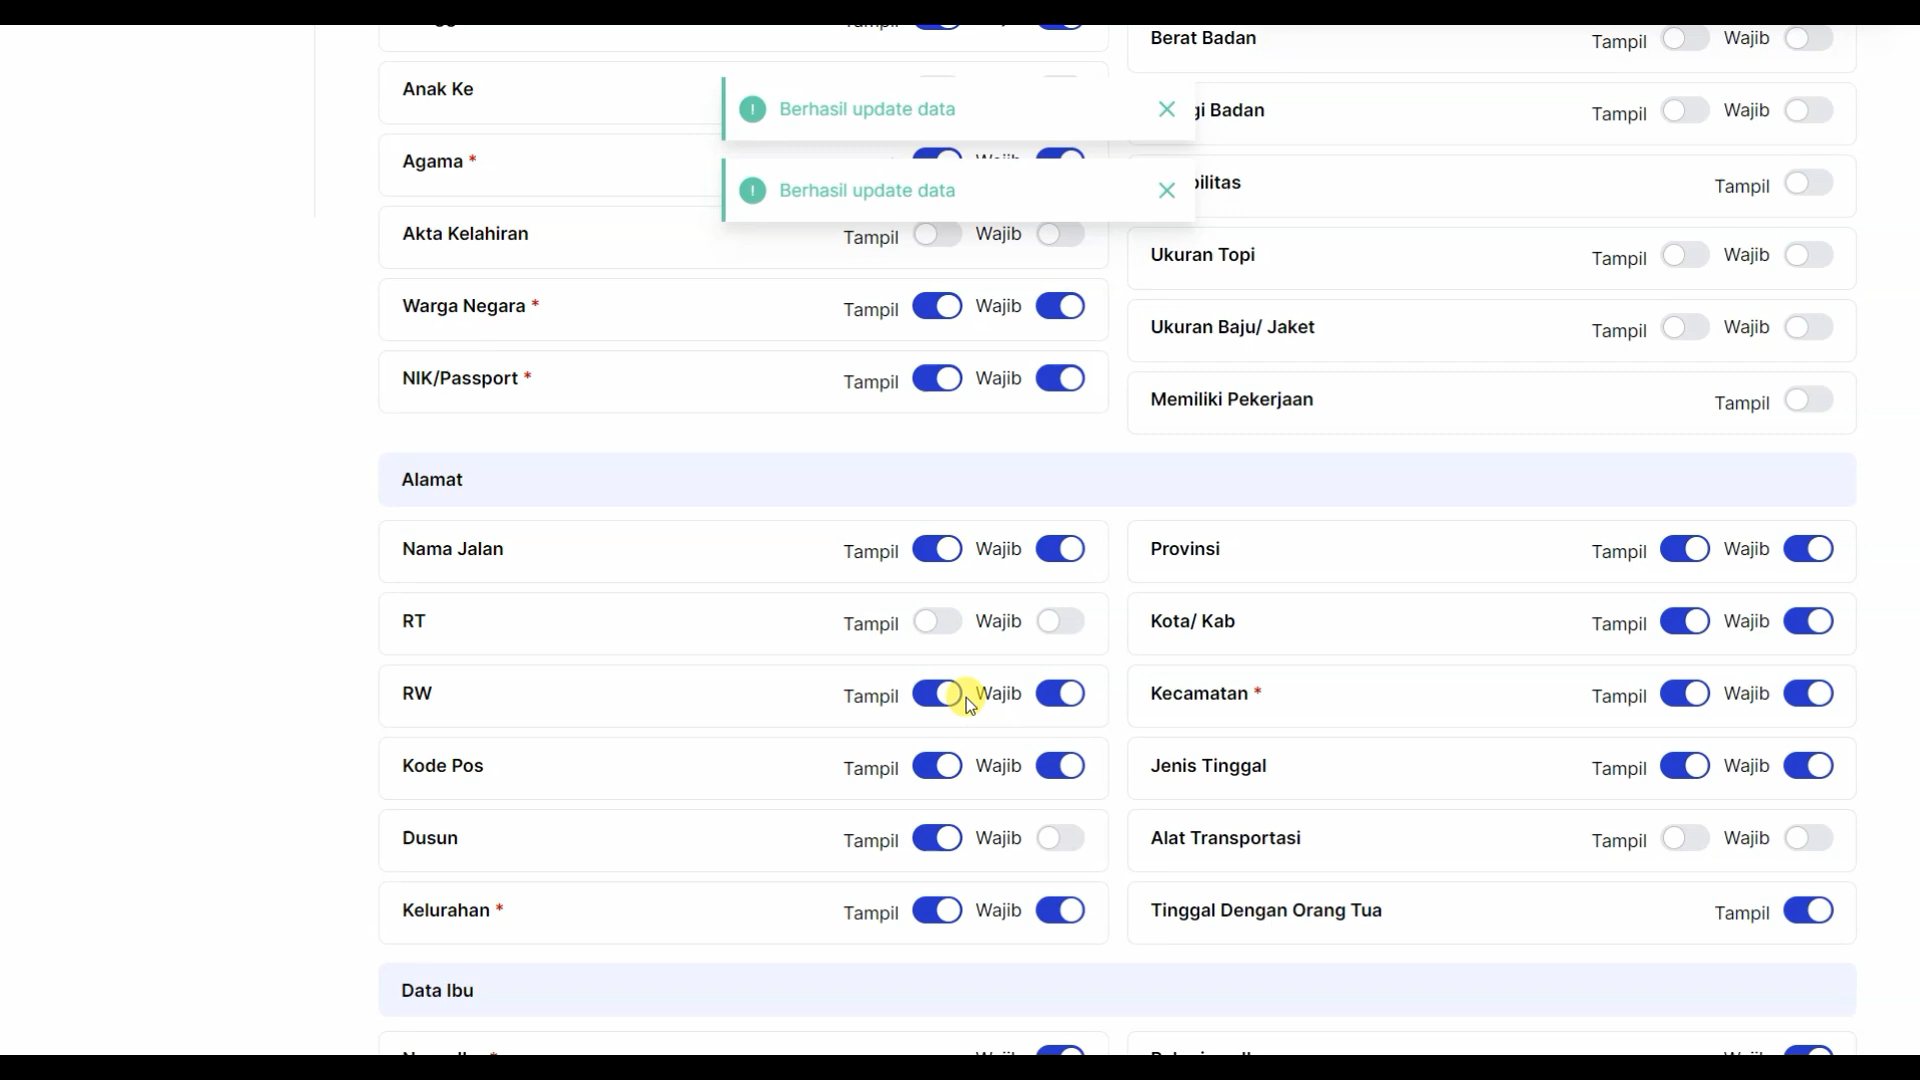 Berat Badan Tampil Wajib
Anak Ke
Berhasil update data
gi Badan Tampil Wajib
Agama *
Berhasil update data
ilitas Tampil
Akta Kelahiran Tampil Wajib
Ukuran Topi Tampil Wajib
Warga Negara * Tampil Wajib
Ukuran Baju/ Jaket Tampil Wajib
NIK/Passport * Tampil Wajib
Memiliki Pekerjaan Tampil
Alamat
Nama Jalan Tampil Wajib
Provinsi Tampil Wajib
RT Tampil Wajib
Kota/ Kab Tampil Wajib
RW Tampil Wajib
Kecamatan * Tampil Wajib
Kode Pos Tampil Wajib
Jenis Tinggal Tampil Wajib
Dusun Tampil Wajib
Alat Transportasi Tampil Wajib
Kelurahan * Tampil Wajib
Tinggal Dengan Orang Tua Tampil
Data Ibu